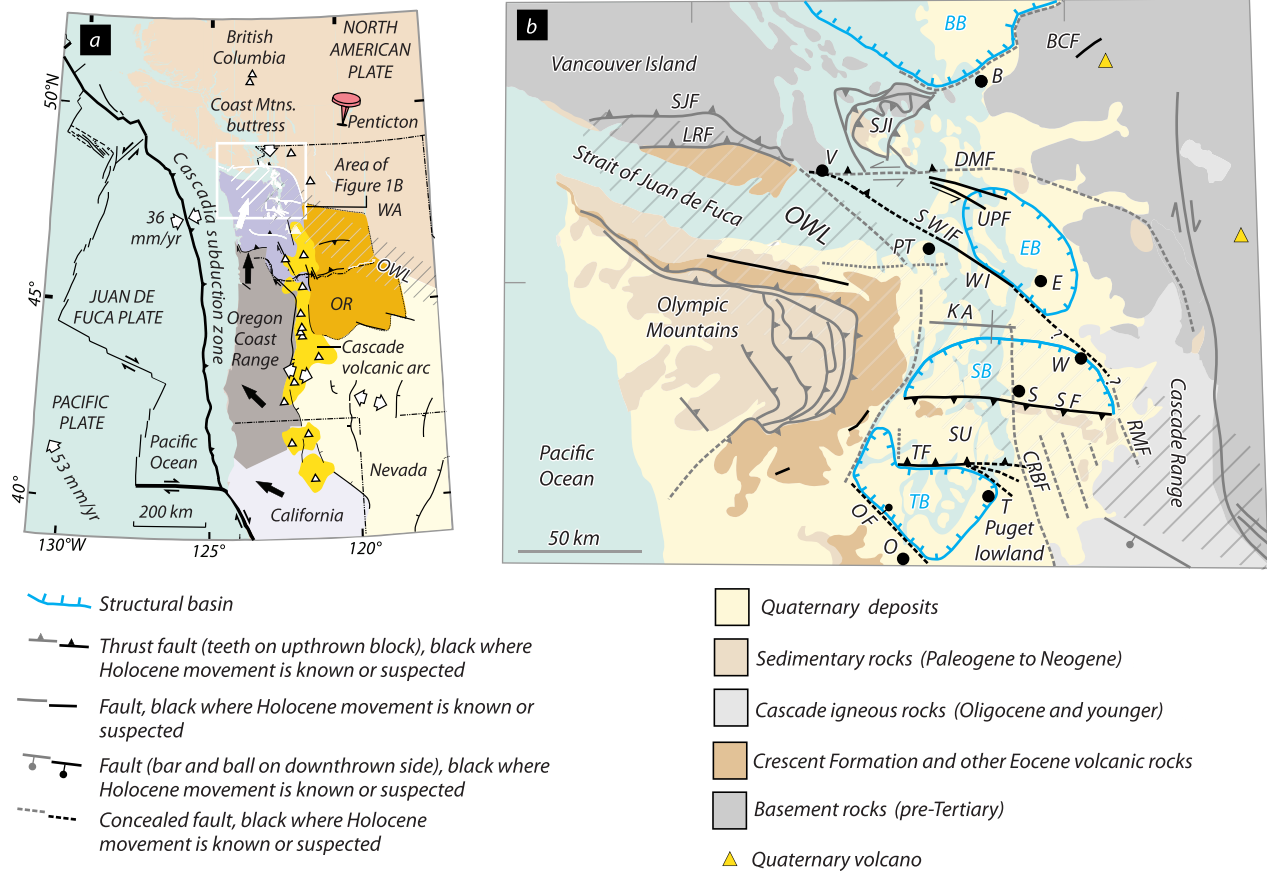 a
British
Columbia
NORTH
AMERICAN
PLATE
50°N
Coast Mtns.
buttress
Penticton
Cascadia subduction zone
Area of
Figure 1B
WA
36
mm/yr
OWL
45°
JUAN DE
FUCA PLATE
OR
Oregon
Coast
Range
Cascade
volcanic arc
PACIFIC
PLATE
Pacific
Ocean
53 mm/yr
Nevada
40°
200 km
California
130°W
125°
120°
b
BB
BCF
Vancouver Island
B
SJF
SJI
LRF
V
DMF
Strait of Juan de Fuca
OWL
SWIF
UPF
EB
PT
WI
E
Olympic
Mountains
KA
?
SB
W
?
S
SF
Cascade Range
SU
RMF
TF
CRBF
Pacific
Ocean
TB
T
OF
Puget
lowland
O
50 km
Structural basin
Thrust fault (teeth on upthrown block), black where
Holocene movement is known or suspected
Fault, black where Holocene movement is known or
suspected
Fault (bar and ball on downthrown side), black where
Holocene movement is known or suspected
Concealed fault, black where Holocene
movement is known or suspected
Quaternary deposits
Sedimentary rocks (Paleogene to Neogene)
Cascade igneous rocks (Oligocene and younger)
Crescent Formation and other Eocene volcanic rocks
Basement rocks (pre-Tertiary)
Quaternary volcano